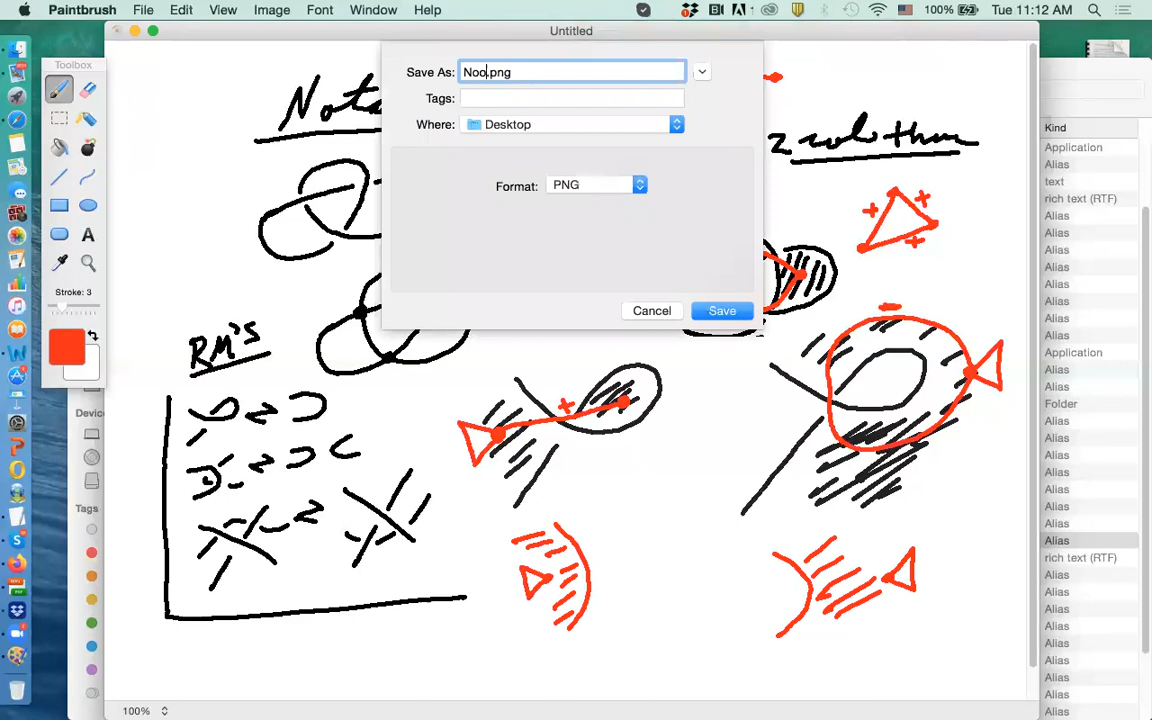 Paintbrush File Edit View Image Font Window Help 100% Tue 11:12 AM
Untitled
Toolbox
Save As: Noo.png
Tags:
Where: Desktop
Kind
Application
Alias
text
rich text (RTF)
Alias
Alias
Alias
Alias
Alias
Alias
Alias
Format: PNG
Stroke: 3
Cancel Save
RM's
Application
Alias
Alias
Folder
Alias
Alias
Alias
Alias
Alias
Alias
Alias
Alias
rich text (RTF)
Alias
Alias
Alias
Alias
Alias
Alias
Alias
Alias
Alias
Device
Tags
100%